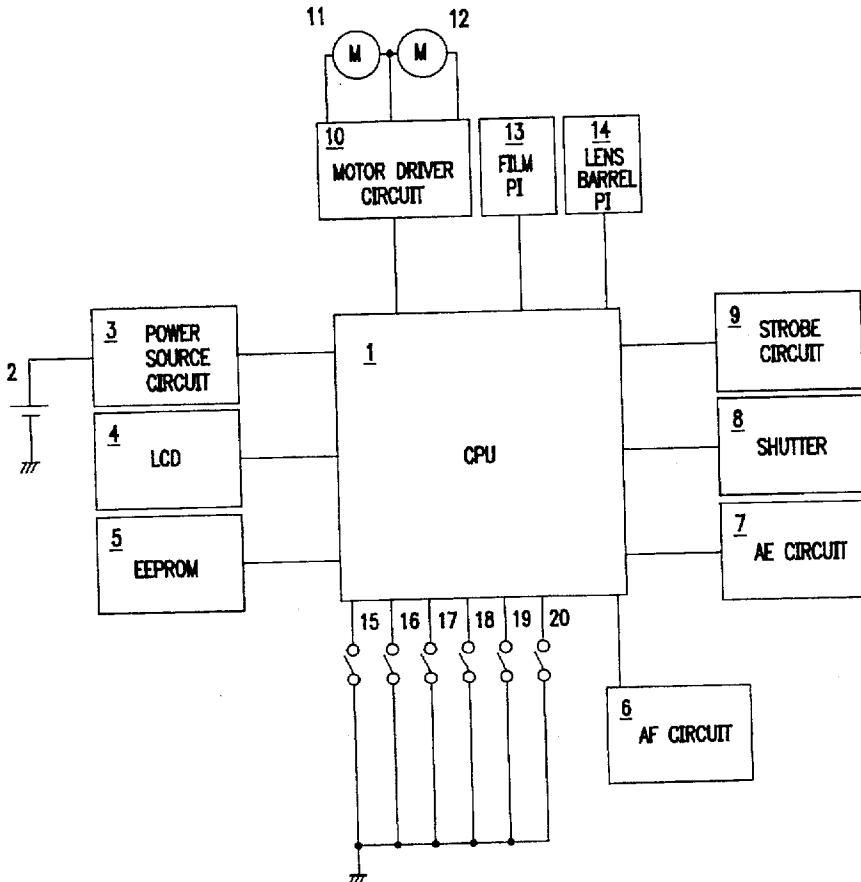 11
12
M
M
10
MOTOR DRIVER
CIRCUIT
13
FILM
PI
14
LENS
BARREL
PI
2
3
POWER
SOURCE
CIRCUIT
4
LCD
5
EEPROM
1
CPU
9
STROBE
CIRCUIT
8
SHUTTER
7
AE CIRCUIT
15
16
17
18
19
20
6
AF CIRCUIT